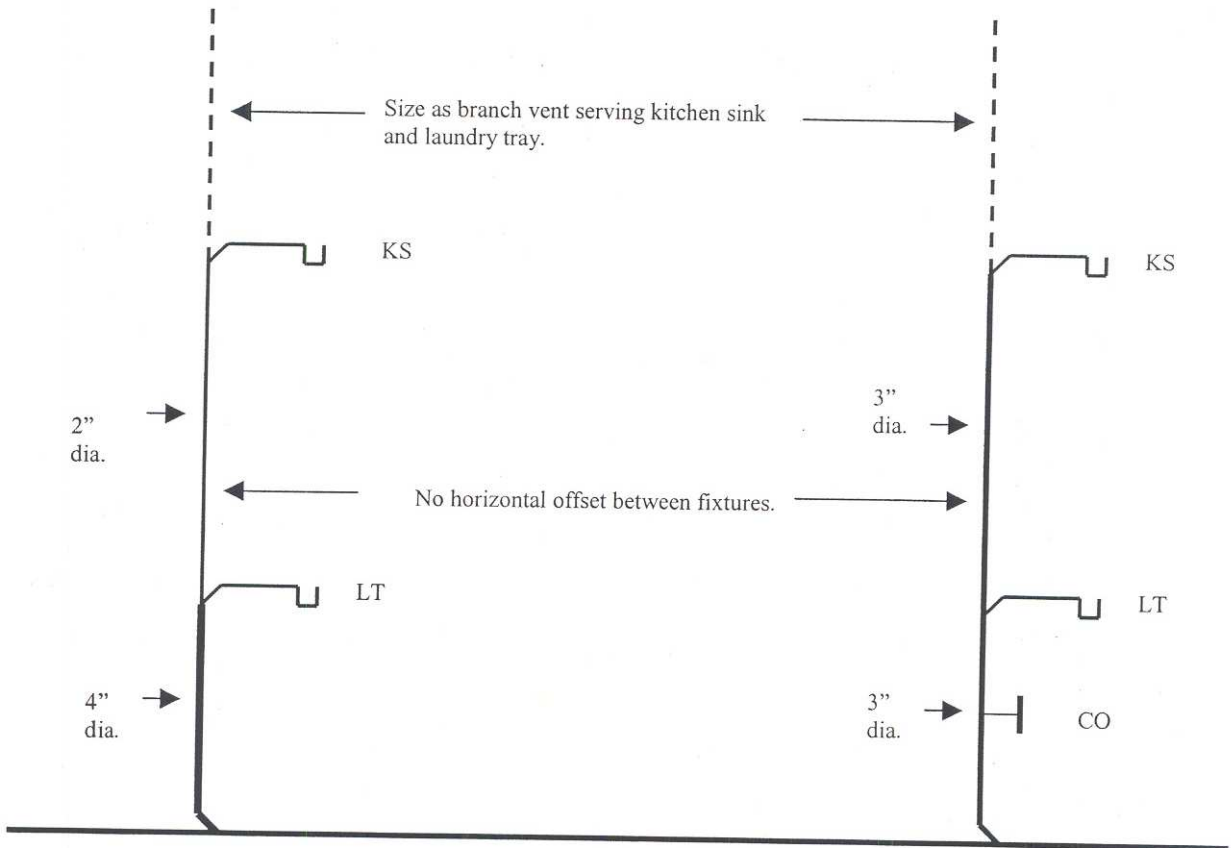 Size as branch vent serving kitchen sink
and laundry tray.
KS
KS
2”
dia.
3”
dia.
No horizontal offset between fixtures.
LT
LT
4”
dia.
3”
dia.
CO